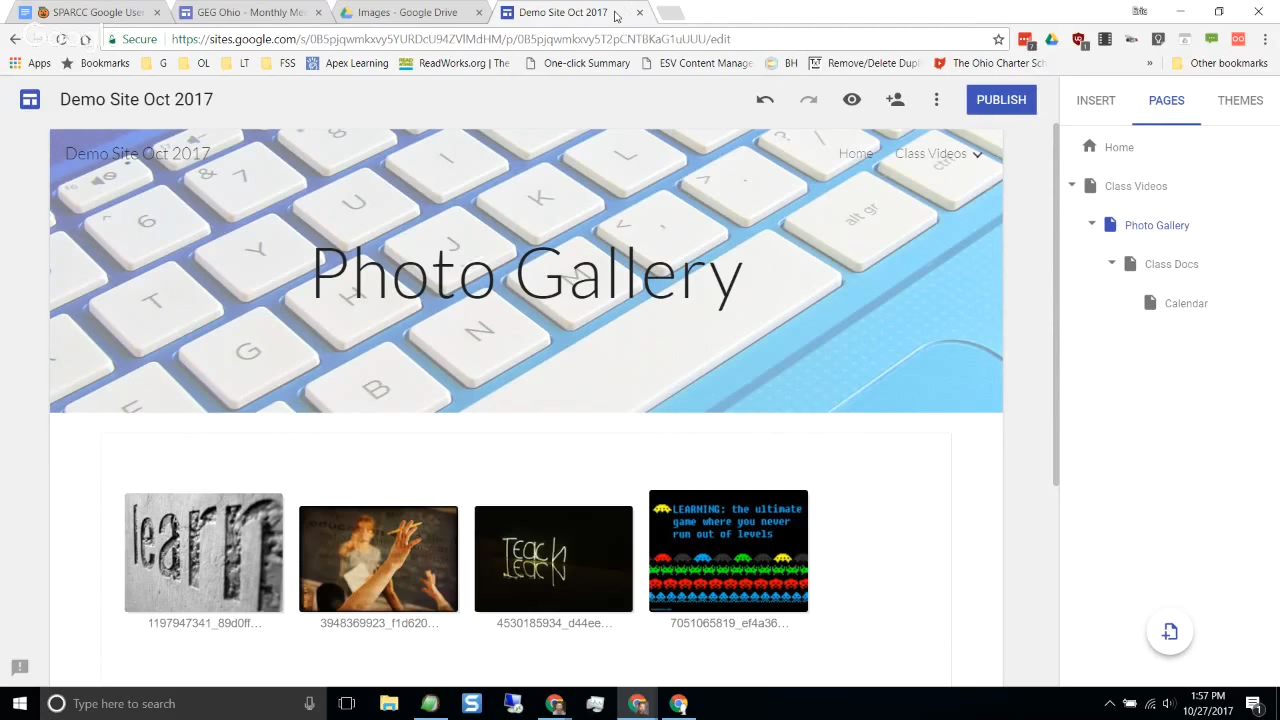 SPARCC Google User:
GEG Ohio - Monthly Me
Images - Google Drive
Demo Site Oct 2017
Secure
https://sites.google.com/s/0B5pjqwmkxvy5YURDcU94ZVlMdHM/p/0B5pjqwmkxvy5T2pCNTBKaG1uUUU/edit
Apps
Bookmarks
G
OL
LT
FSS
Apex Learning
ReadWorks.org | The
One-click Summary
ESV Content Manage
BH
Remove/Delete Dupl
The Ohio Charter Sch
»
Other bookmarks
Demo Site Oct 2017
PUBLISH
INSERT
PAGES
THEMES
Demo Site Oct 2017
Home
Class Videos
Photo Gallery
Home
Class Videos
Photo Gallery
Class Docs
Calendar
learn
Teach
LEARNING: the ultimate
game where you never
run out of levels
1197947341_89d0ff...
3948369923_f1d620...
4530185934_d44ee...
7051065819_ef4a36...
Type here to search
1:57 PM
10/27/2017